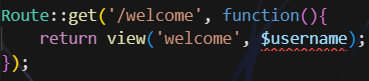 Route::get('/welcome', function(){
    return view('welcome', $username);
});